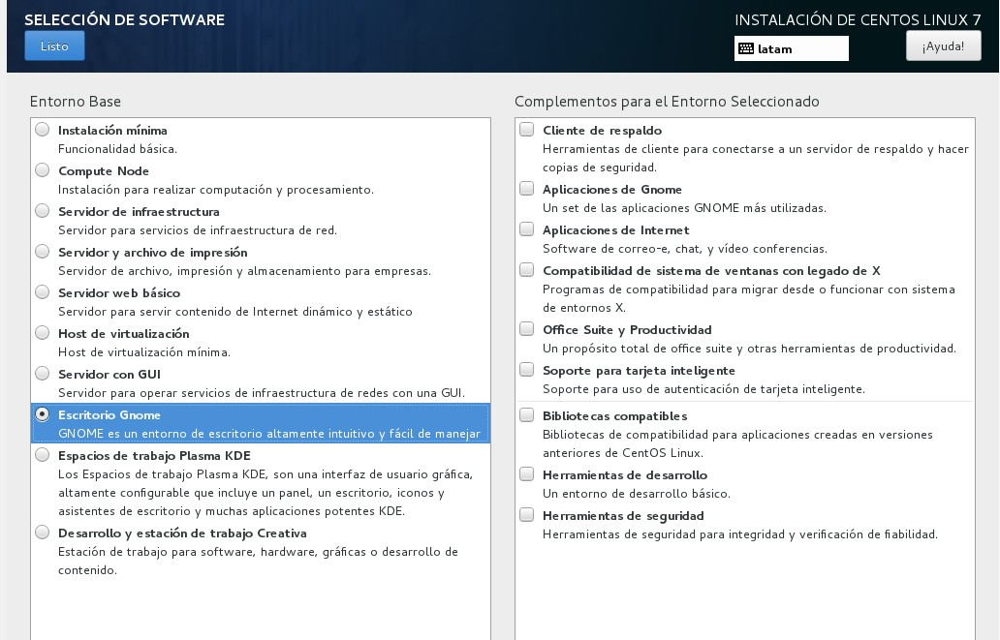 SELECCIÓN DE SOFTWARE
INSTALACIÓN DE CENTOS LINUX 7
Listo
latam
¡Ayuda!
Entorno Base
Instalación mínima
Funcionalidad básica.
Compute Node
Instalación para realizar computación y procesamiento.
Servidor de infraestructura
Servidor para servicios de infraestructura de red.
Servidor y archivo de impresión
Servidor de archivo, impresión y almacenamiento para empresas.
Servidor web básico
Servidor para servir contenido de Internet dinámico y estático
Host de virtualización
Host de virtualización mínima.
Servidor con GUI
Servidor para operar servicios de infraestructura de redes con una GUI.
Escritorio Gnome
GNOME es un entorno de escritorio altamente intuitivo y fácil de manejar
Espacios de trabajo Plasma KDE
Los Espacios de trabajo Plasma KDE, son una interfaz de usuario gráfica,
altamente configurable que incluye un panel, un escritorio, iconos y
asistentes de escritorio y muchas aplicaciones potentes KDE.
Desarrollo y estación de trabajo Creativa
Estación de trabajo para software, hardware, gráficas o desarrollo de
contenido.
Complementos para el Entorno Seleccionado
Cliente de respaldo
Herramientas de cliente para conectarse a un servidor de respaldo y hacer
copias de seguridad.
Aplicaciones de Gnome
Un set de las aplicaciones GNOME más utilizadas.
Aplicaciones de Internet
Software de correo-e, chat, y vídeo conferencias.
Compatibilidad de sistema de ventanas con legado de X
Programas de compatibilidad para migrar desde o funcionar con sistema
de entornos X.
Office Suite y Productividad
Un propósito total de office suite y otras herramientas de productividad.
Soporte para tarjeta inteligente
Soporte para uso de autenticación de tarjeta inteligente.
Bibliotecas compatibles
Bibliotecas de compatibilidad para aplicaciones creadas en versiones
anteriores de CentOS Linux.
Herramientas de desarrollo
Un entorno de desarrollo básico.
Herramientas de seguridad
Herramientas de seguridad para integridad y verificación de fiabilidad.